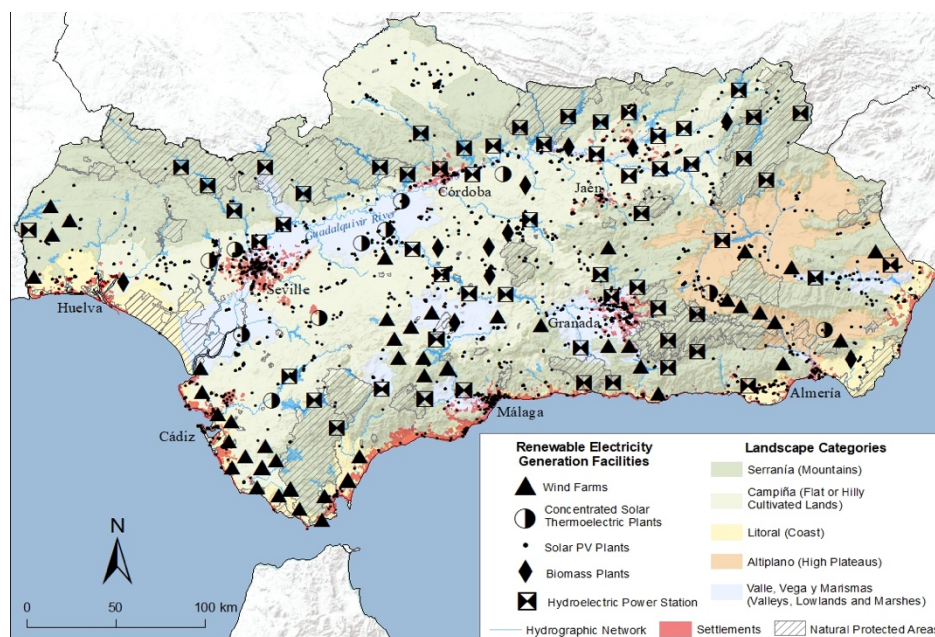 Córdoba
Jaén
Guadalquivir River
Seville
Huelva
Granada
Almería
Málaga
Cádiz
N
0 50 100 km
Renewable Electricity
Generation Facilities
Wind Farms
Concentrated Solar
Thermoelectric Plants
Solar PV Plants
Biomass Plants
Hydroelectric Power Station
Hydrographic Network
Landscape Categories
Serranía (Mountains)
Campiña (Flat or Hilly
Cultivated Lands)
Litoral (Coast)
Altiplano (High Plateaus)
Valle, Vega y Marismas
(Valleys, Lowlands and Marshes)
Settlements
Natural Protected Areas